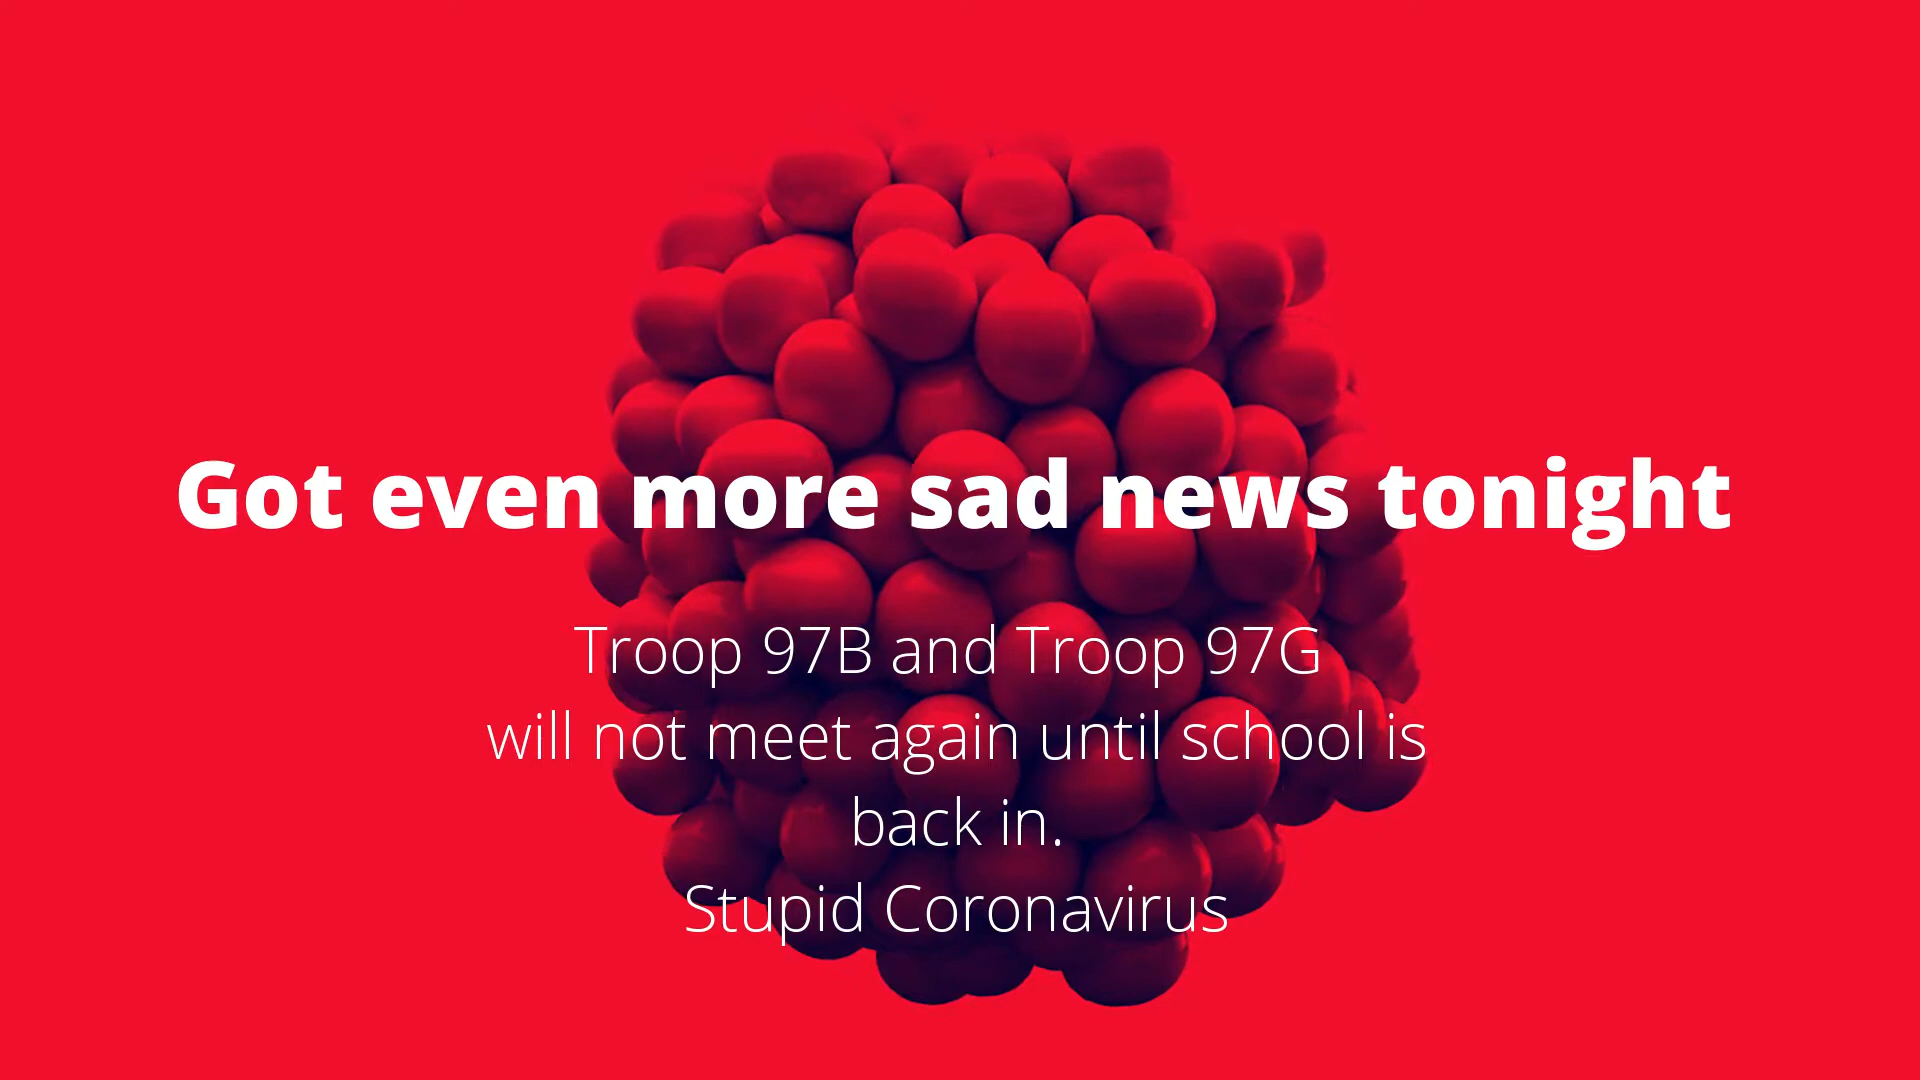 Got even more sad news tonight
Troop 97B and Troop 97G
will not meet again until school is
back in.
Stupid Coronavirus